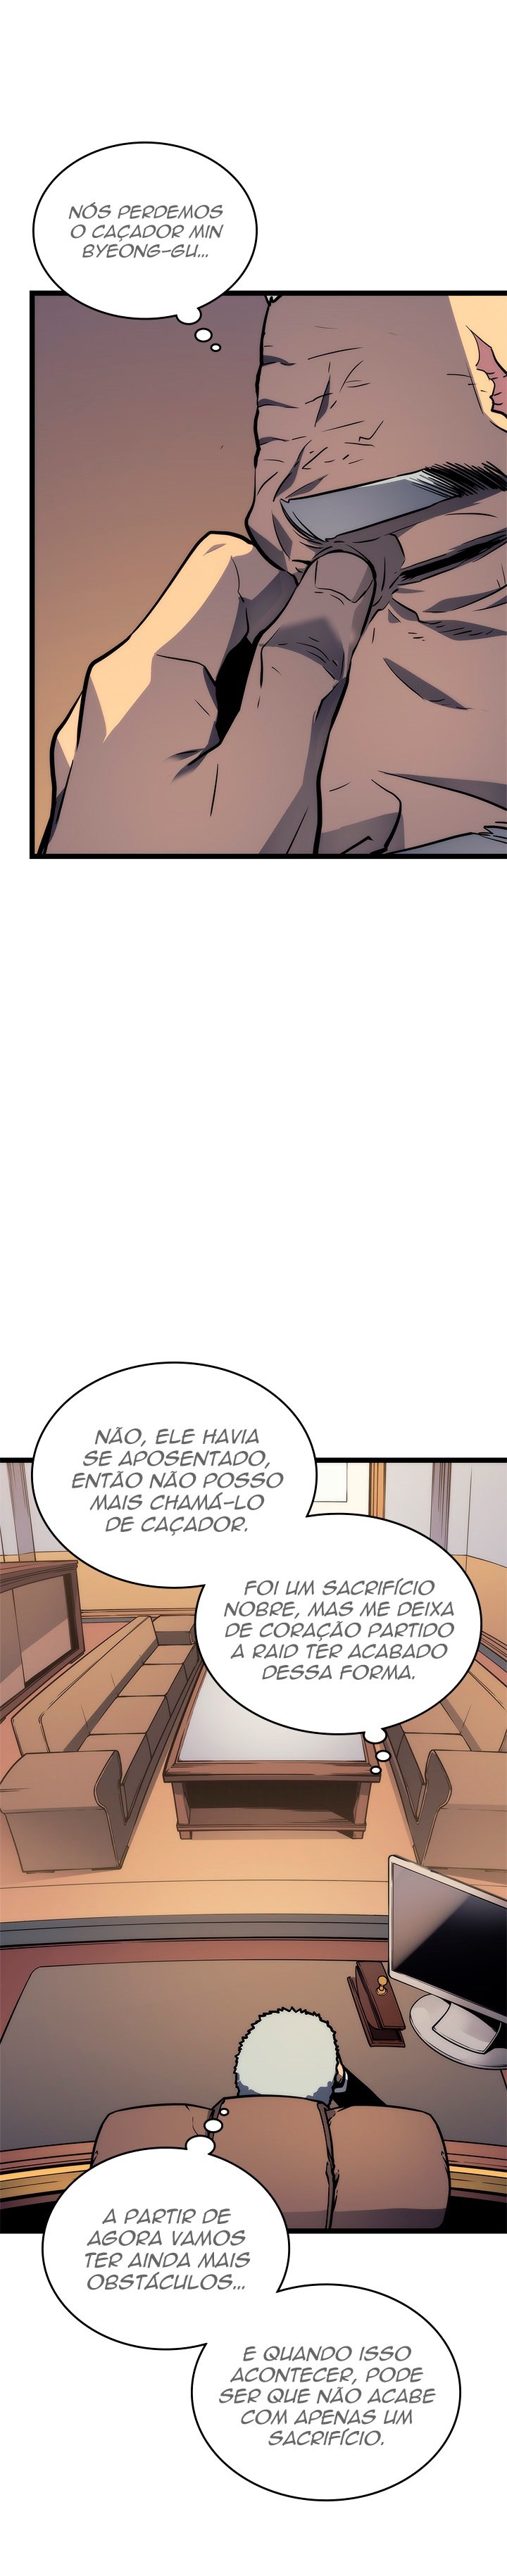 NÓS PERDEMOS
O CAÇADOR MIN
BYEONG-GU...
NÃO, ELE HAVIA
SE APOSENTADO,
ENTÃO NÃO POSSO
MAIS CHAMÁ-LO
DE CAÇADOR.
FOI UM SACRIFÍCIO
NOBRE, MAS ME DEIXA
DE CORAÇÃO PARTIDO
A RAID TER ACABADO
DESSA FORMA.
A PARTIR DE
AGORA VAMOS
TER AINDA MAIS
OBSTÁCULOS...
E QUANDO ISSO
ACONTECER, PODE
SER QUE NÃO ACABE
COM APENAS UM
SACRIFÍCIO.